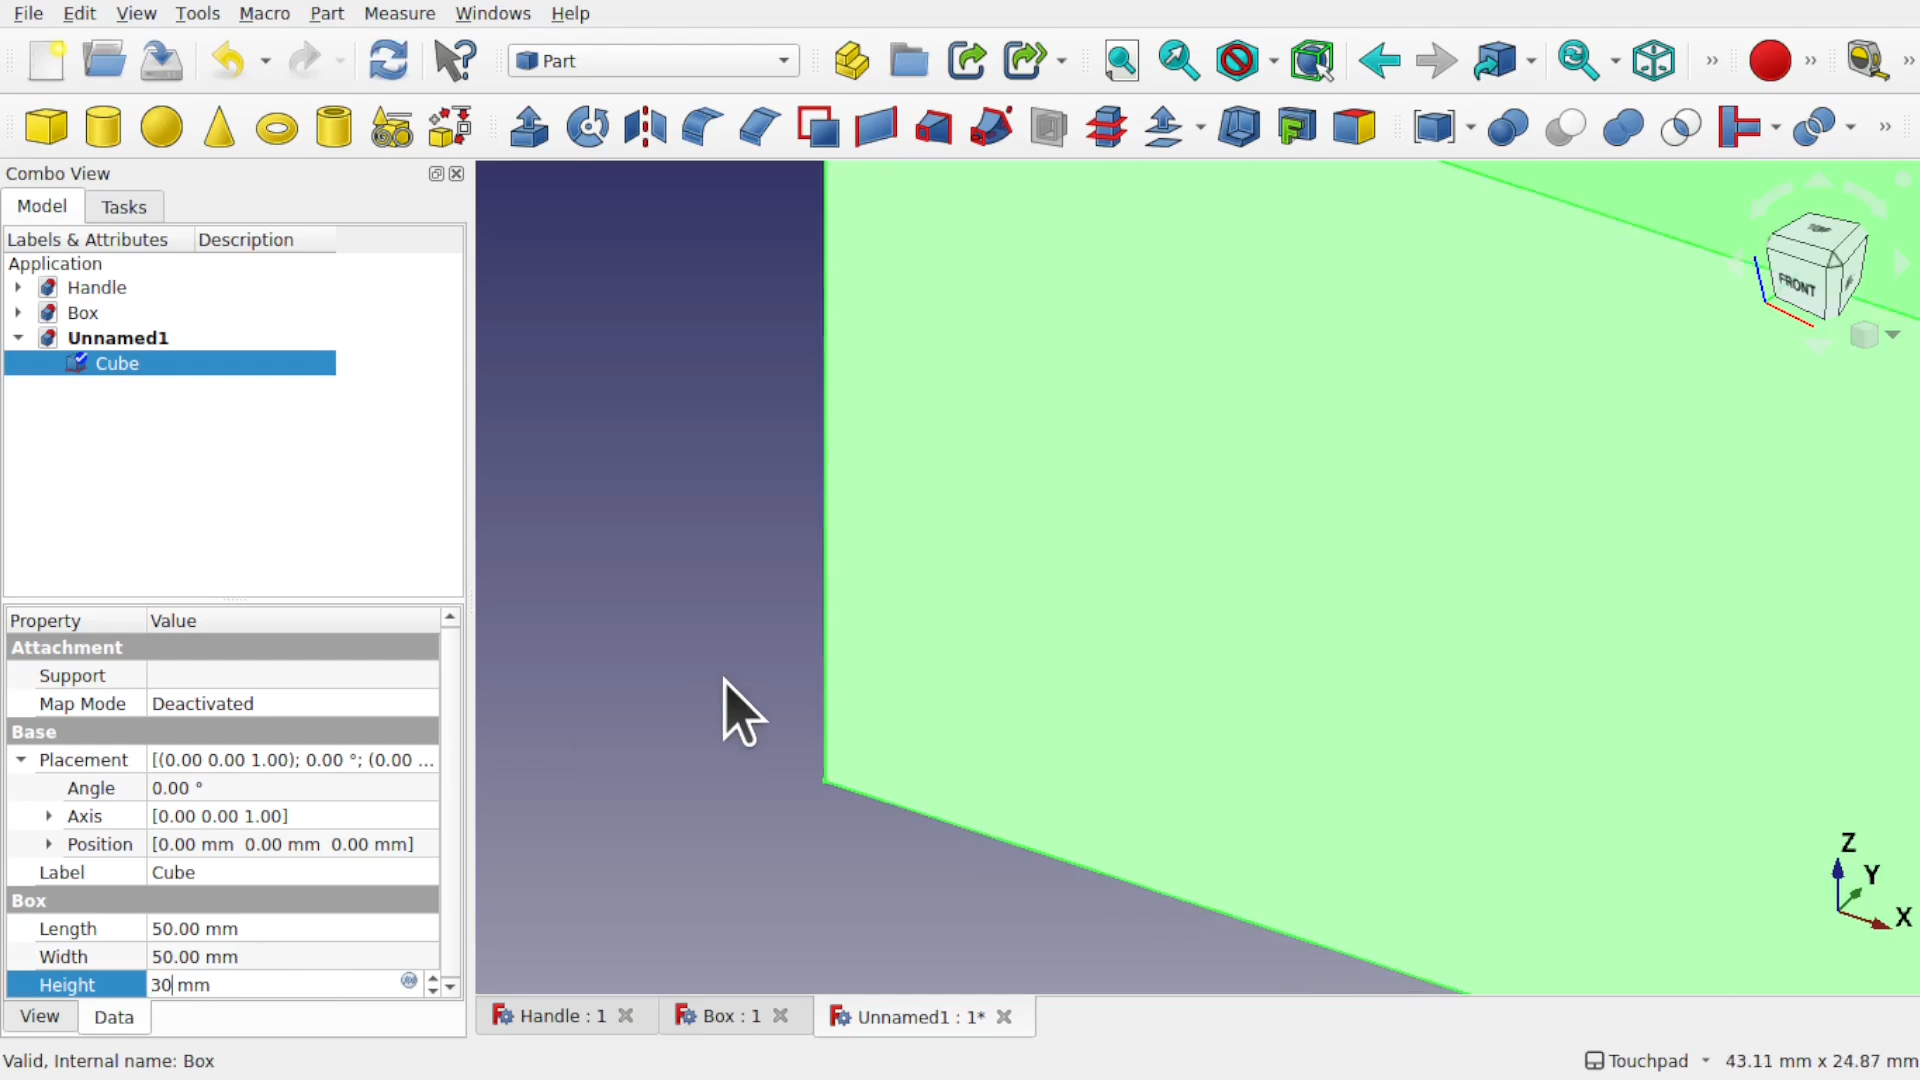 File Edit View Tools Macro Part Measure Windows Help
Part
Combo View
Model Tasks
Labels & Attributes Description
Application
Handle
Box
Unnamed1
Cube
Property Value
Attachment
Support
Map Mode Deactivated
Base
Placement [(0.00 0.00 1.00); 0.00 °; (0.00 ...
Angle 0.00 °
Axis [0.00 0.00 1.00]
Position [0.00 mm 0.00 mm 0.00 mm]
Label Cube
Box
Length 50.00 mm
Width 50.00 mm
Height 30 mm
View Data
TOP
FRONT
Z
Y
X
Handle : 1 Box : 1 Unnamed1 : 1*
Valid, Internal name: Box
Touchpad 43.11 mm x 24.87 mm